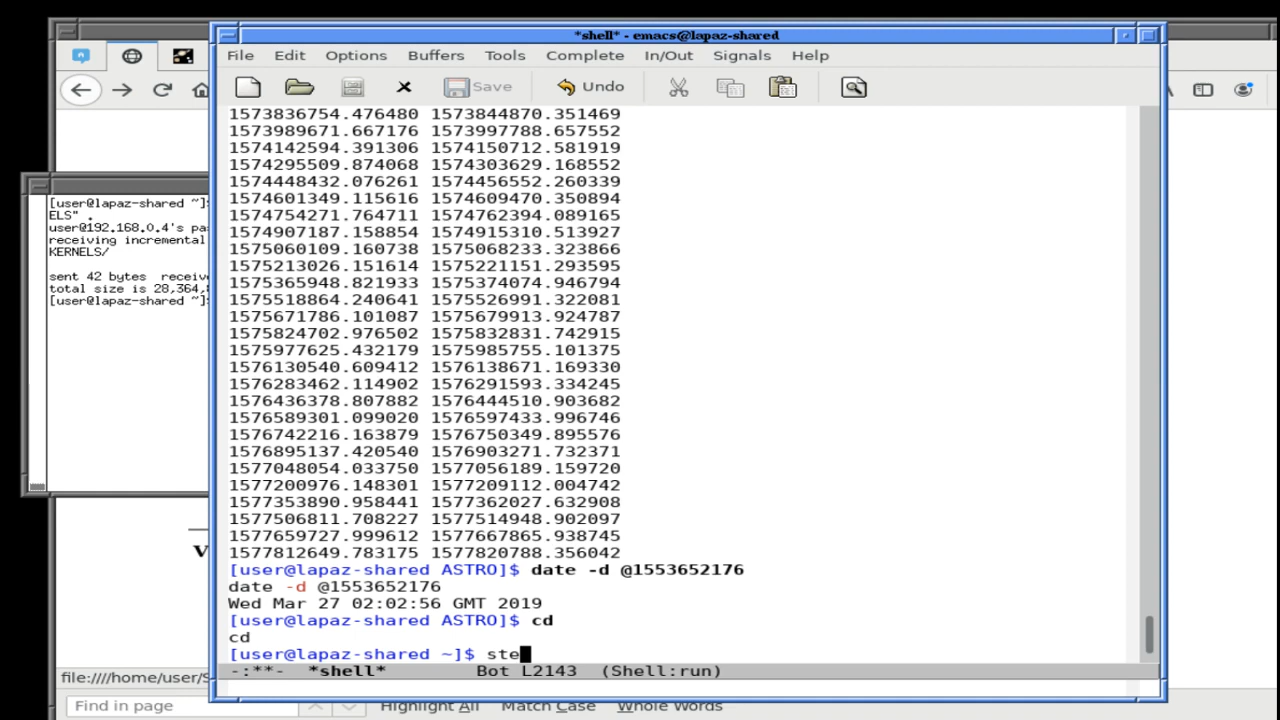 *shell* - emacs@lapaz-shared
File Edit Options Buffers Tools Complete In/Out Signals Help
Save Undo
1573836754.476480 1573844870.351469
1573989671.667176 1573997788.657552
1574142594.391306 1574150712.581919
1574295509.874068 1574303629.168552
1574448432.076261 1574456552.260339
1574601349.115616 1574609470.350894
1574754271.764711 1574762394.089165
1574907187.158854 1574915310.513927
1575060109.160738 1575068233.323866
1575213026.151614 1575221151.293595
1575365948.821933 1575374074.946794
1575518864.240641 1575526991.322081
1575671786.101087 1575679913.924787
1575824702.976502 1575832831.742915
1575977625.432179 1575985755.101375
1576130540.609412 1576138671.169330
1576283462.114902 1576291593.334245
1576436378.807882 1576444510.903682
1576589301.099020 1576597433.996746
1576742216.163879 1576750349.895576
1576895137.420540 1576903271.732371
1577048054.033750 1577056189.159720
1577200976.148301 1577209112.004742
1577353890.958441 1577362027.632908
1577506811.708227 1577514948.902097
1577659727.999612 1577667865.938745
1577812649.783175 1577820788.356042
[user@lapaz-shared ASTRO]$ date -d @1553652176
date -d @1553652176
Wed Mar 27 02:02:56 GMT 2019
[user@lapaz-shared ASTRO]$ cd
cd
[user@lapaz-shared ~]$ ste
-:**- *shell* Bot L2143 (Shell:run)
[user@lapaz-shared ~]
ELS" .
user@192.168.0.4's pa
receiving incremental
KERNELS/
sent 42 bytes receiv
total size is 28,364,
[user@lapaz-shared ~]
V
file:////home/user/S
Find in page Highlight All Match Case Whole Words